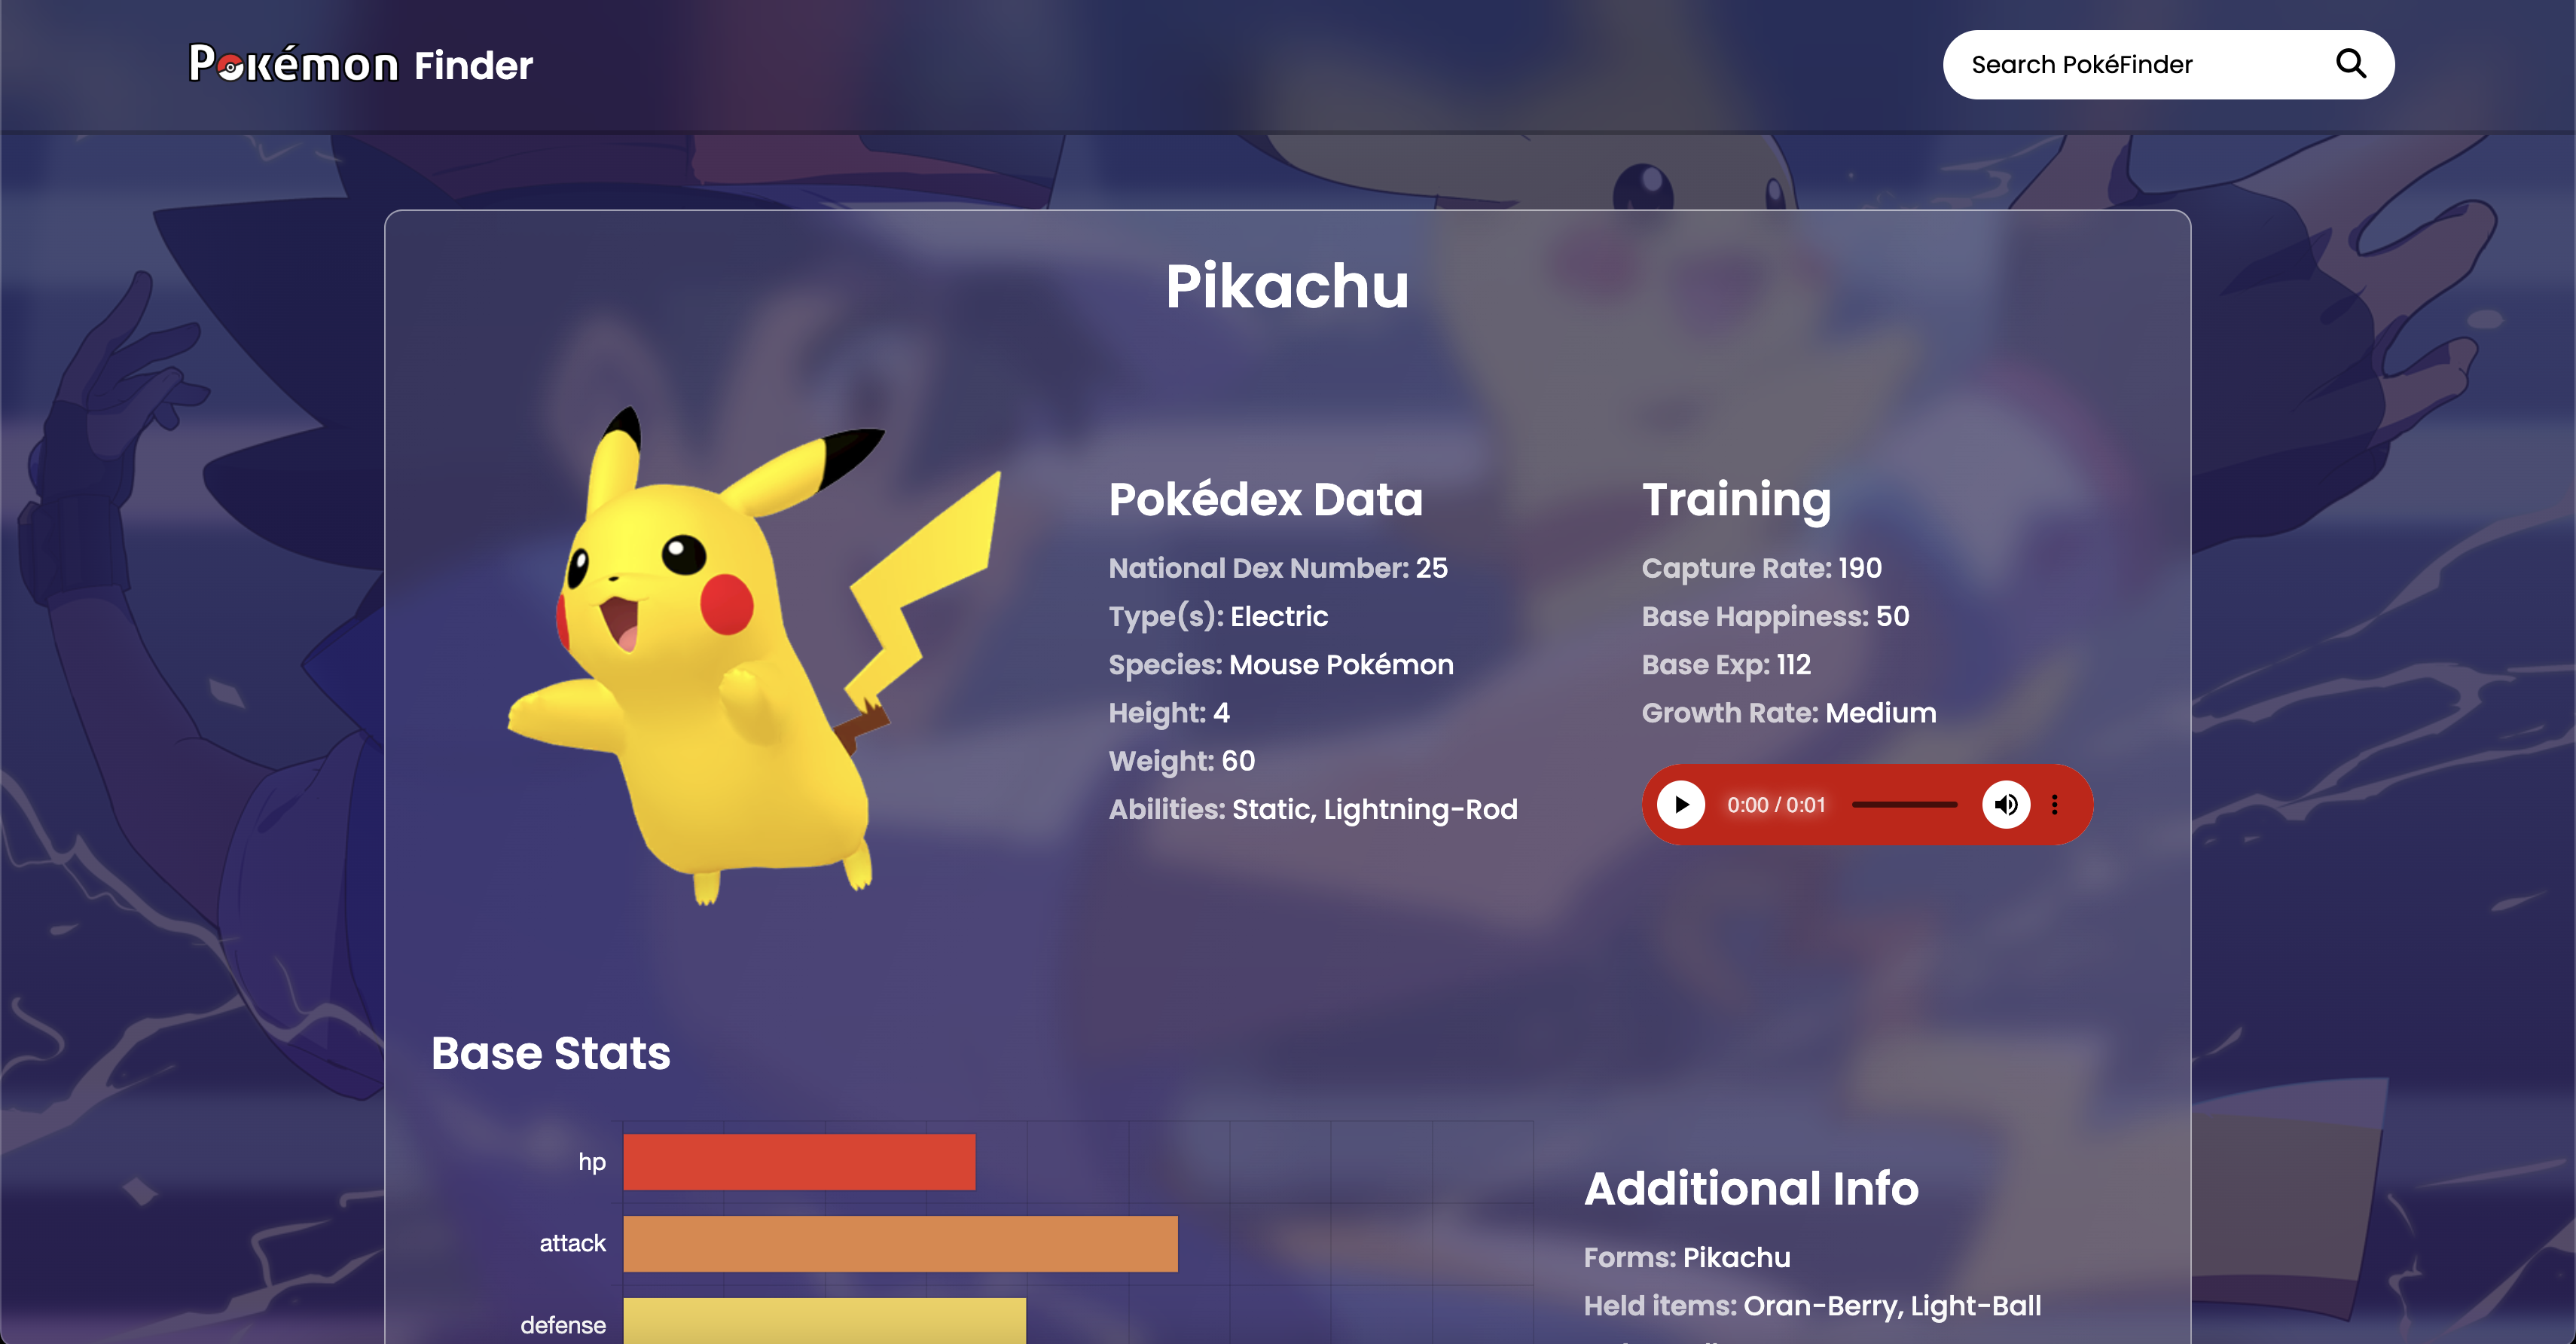 Pokémon Finder
Search PokéFinder
Pikachu
Pokédex Data
National Dex Number: 25
Type(s): Electric
Species: Mouse Pokémon
Height: 4
Weight: 60
Abilities: Static, Lightning-Rod
Training
Capture Rate: 190
Base Happiness: 50
Base Exp: 112
Growth Rate: Medium
0:00 / 0:01
Base Stats
hp
attack
defense
Additional Info
Forms: Pikachu
Held items: Oran-Berry, Light-Ball